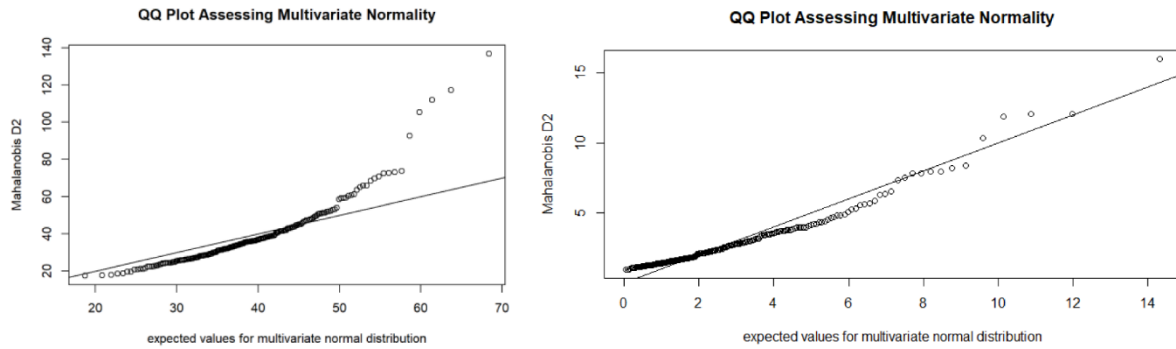 QQ Plot Assessing Multivariate Normality
140
120
100
80
60
40
20
Mahalanobis D2
20 30 40 50 60 70
expected values for multivariate normal distribution
QQ Plot Assessing Multivariate Normality
15
10
5
Mahalanobis D2
0 2 4 6 8 10 12 14
expected values for multivariate normal distribution